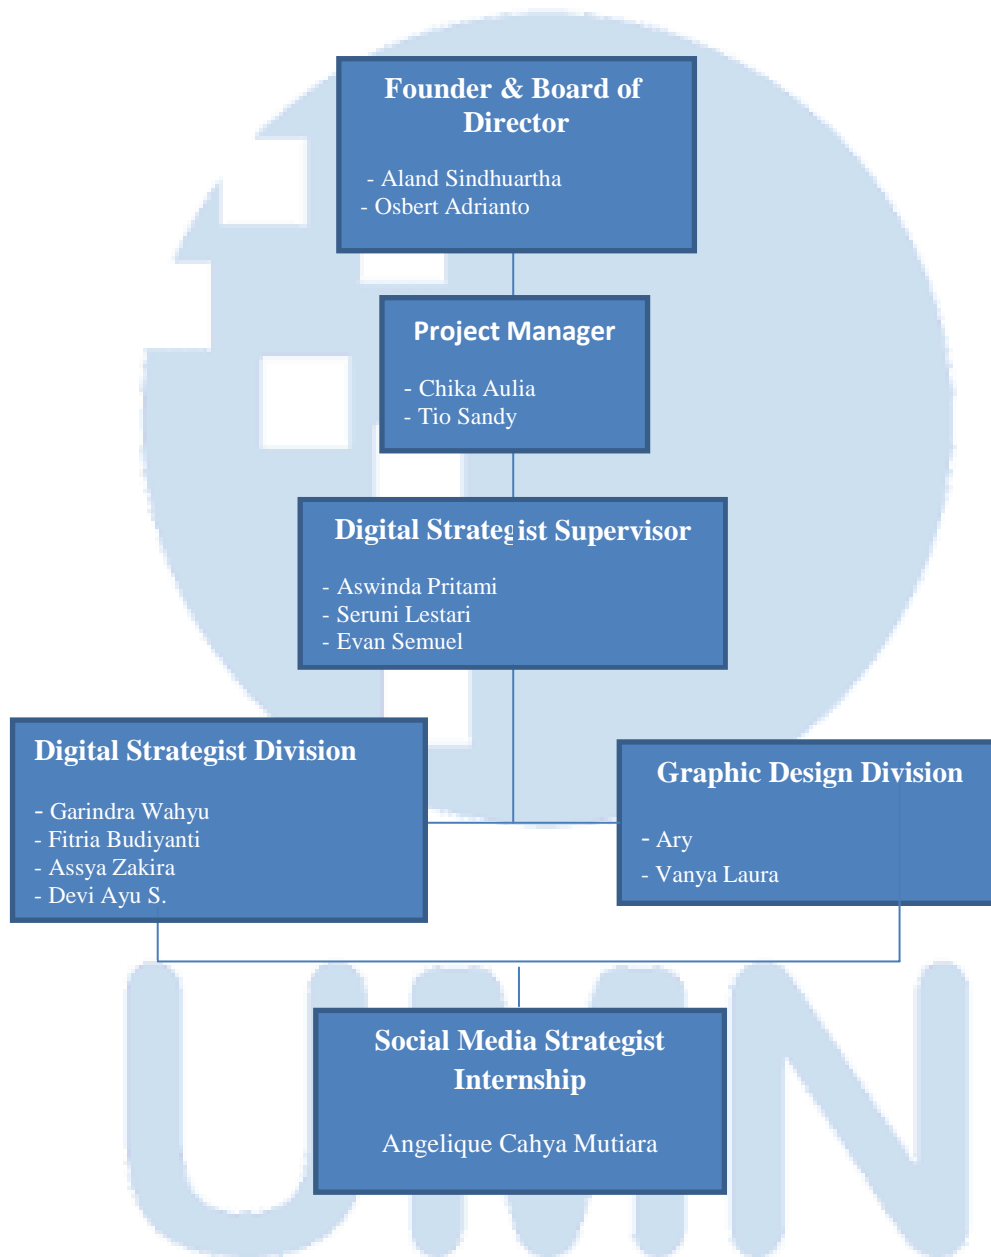 Founder & Board of
Director
- Aland Sindhuartha
- Osbert Adrianto
Project Manager
- Chika Aulia
- Tio Sandy
Digital Strategist Supervisor
- Aswinda Pritami
- Seruni Lestari
- Evan Semuel
Digital Strategist Division
- Garindra Wahyu
- Fitria Budiyanti
- Assya Zakira
- Devi Ayu S.
Graphic Design Division
- Ary
- Vanya Laura
Social Media Strategist
Internship
Angelique Cahya Mutiara
UMN